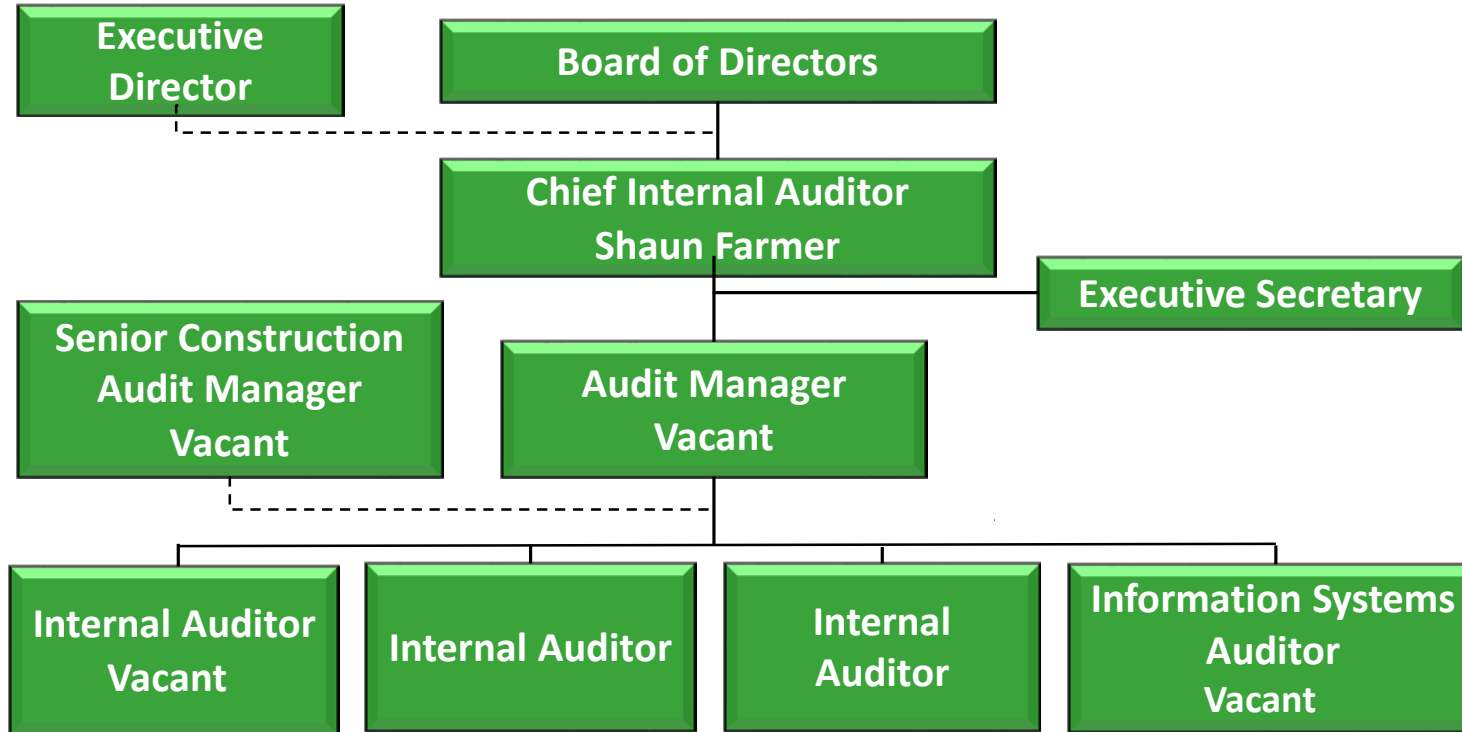 Executive
Director
Board of Directors
Chief Internal Auditor
Shaun Farmer
Executive Secretary
Senior Construction
Audit Manager
Vacant
Audit Manager
Vacant
Internal Auditor
Vacant
Internal Auditor
Internal
Auditor
Information Systems
Auditor
Vacant